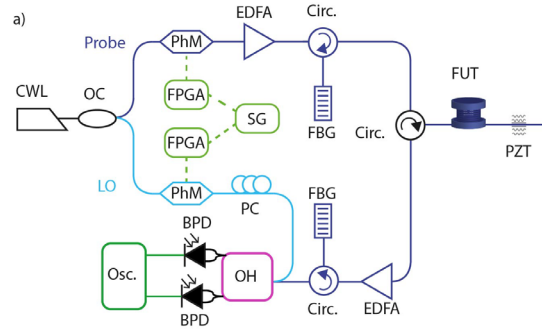 a)
EDFA
Circ.
Probe
PhM
CWL
OC
FPGA
SG
FBG
Circ.
FUT
PZT
FPGA
LO
PhM
PC
FBG
BPD
Osc.
OH
BPD
Circ.
EDFA